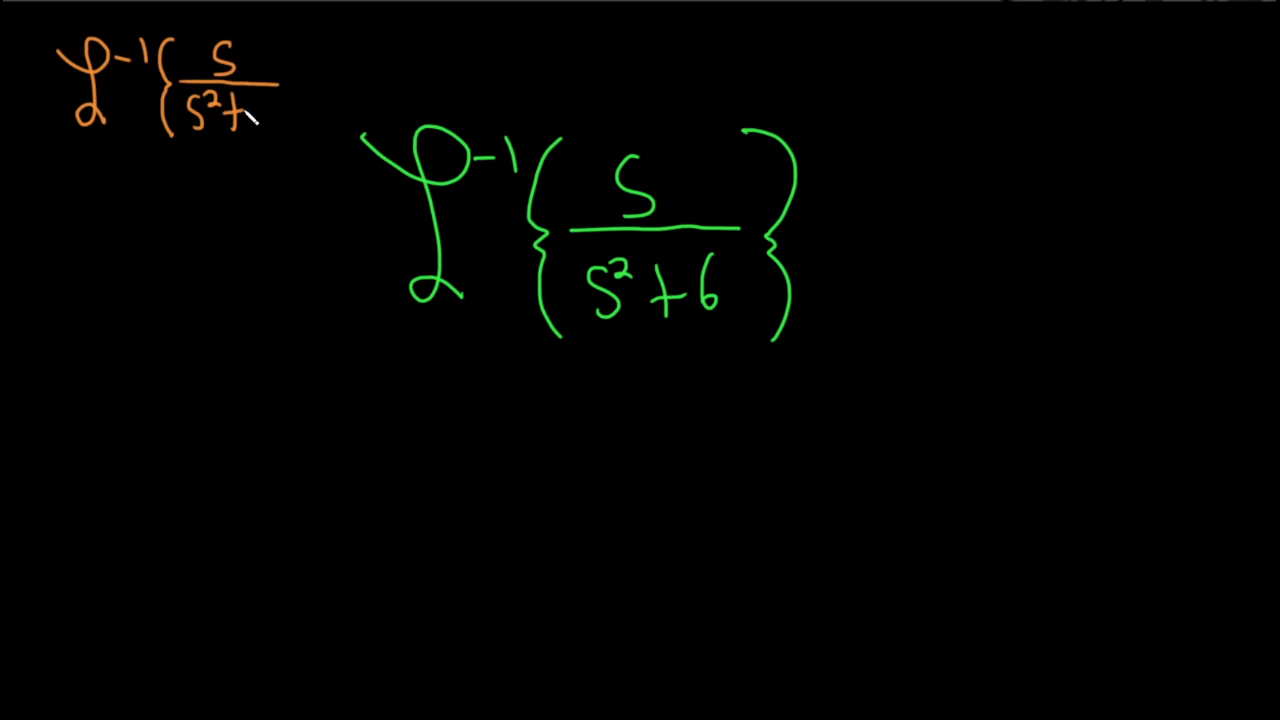 ℒ⁻¹{ s / s²+
ℒ⁻¹{ s / s²+6 }